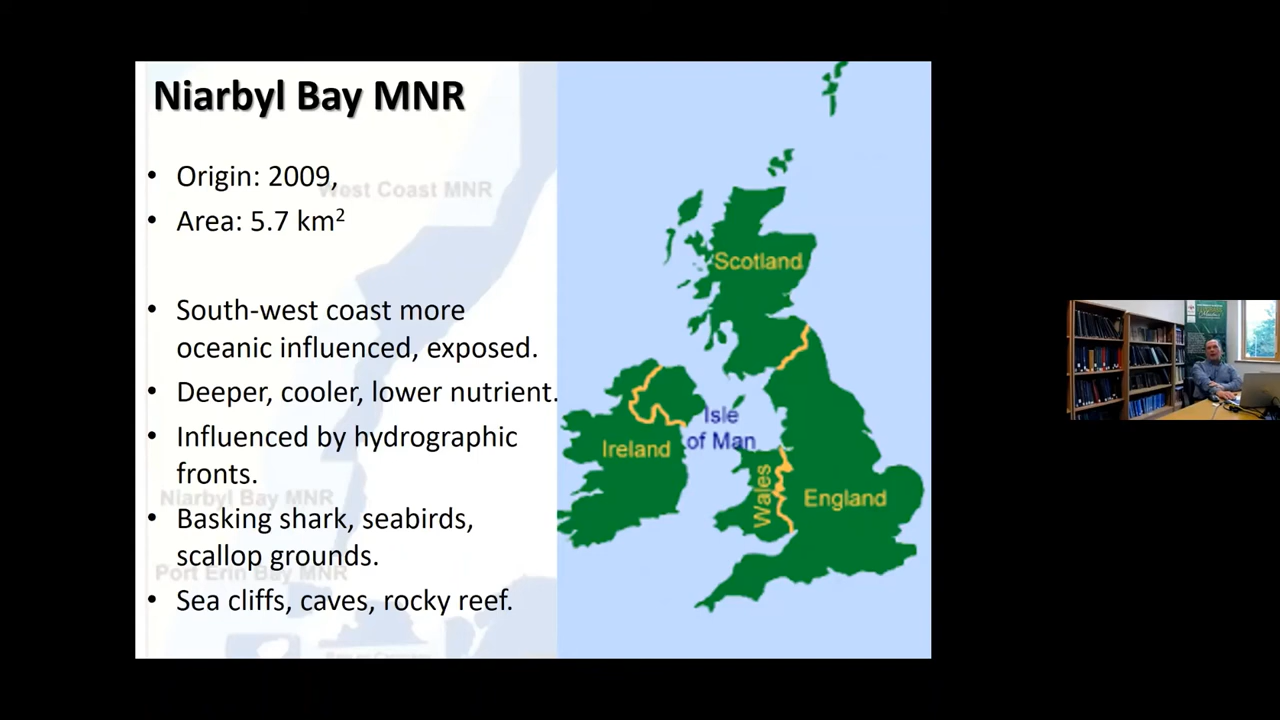 Niarbyl Bay MNR
• Origin: 2009,
West Coast MNR
• Area: 5.7 km²
• South-west coast more
oceanic influenced, exposed.
• Deeper, cooler, lower nutrient.
• Influenced by hydrographic
fronts.
Niarbyl Bay MNR
• Basking shark, seabirds,
scallop grounds.
Port Erin Bay MNR
• Sea cliffs, caves, rocky reef.
Scotland
Isle
of Man
Ireland
Wales
England